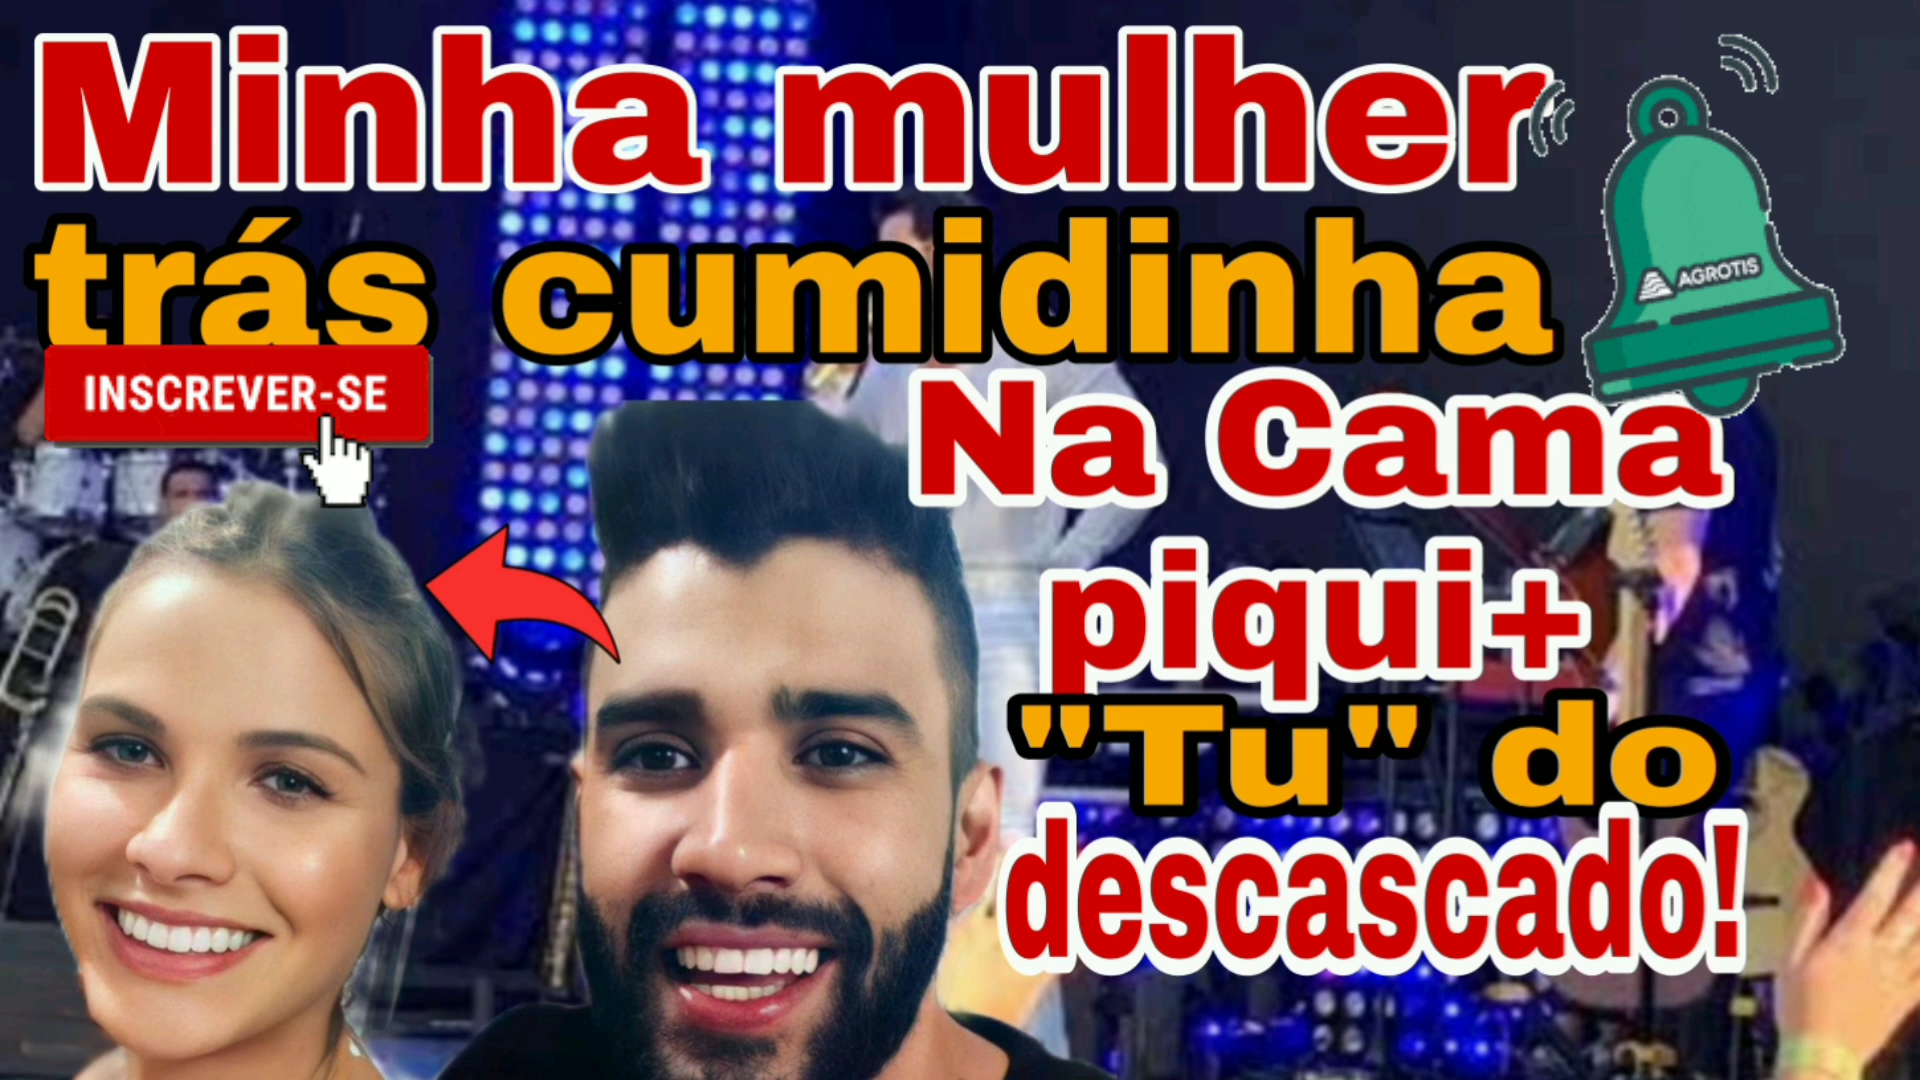 Minha mulher
trás cumidinha
AGROTIS
INSCREVER-SE
Na Cama
piqui+
"Tu" do
descascado!